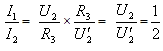 I₁/I₂ = U₂/R₃ × R₃/U₂′ = U₂/U₂′ = 1/2